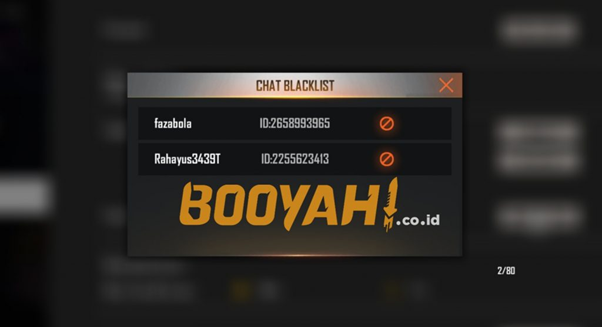 CHAT BLACKLIST
fazabola ID:2658993965
Rahayus3439T ID:2255623413
BOOYAH!.co.id
2/80